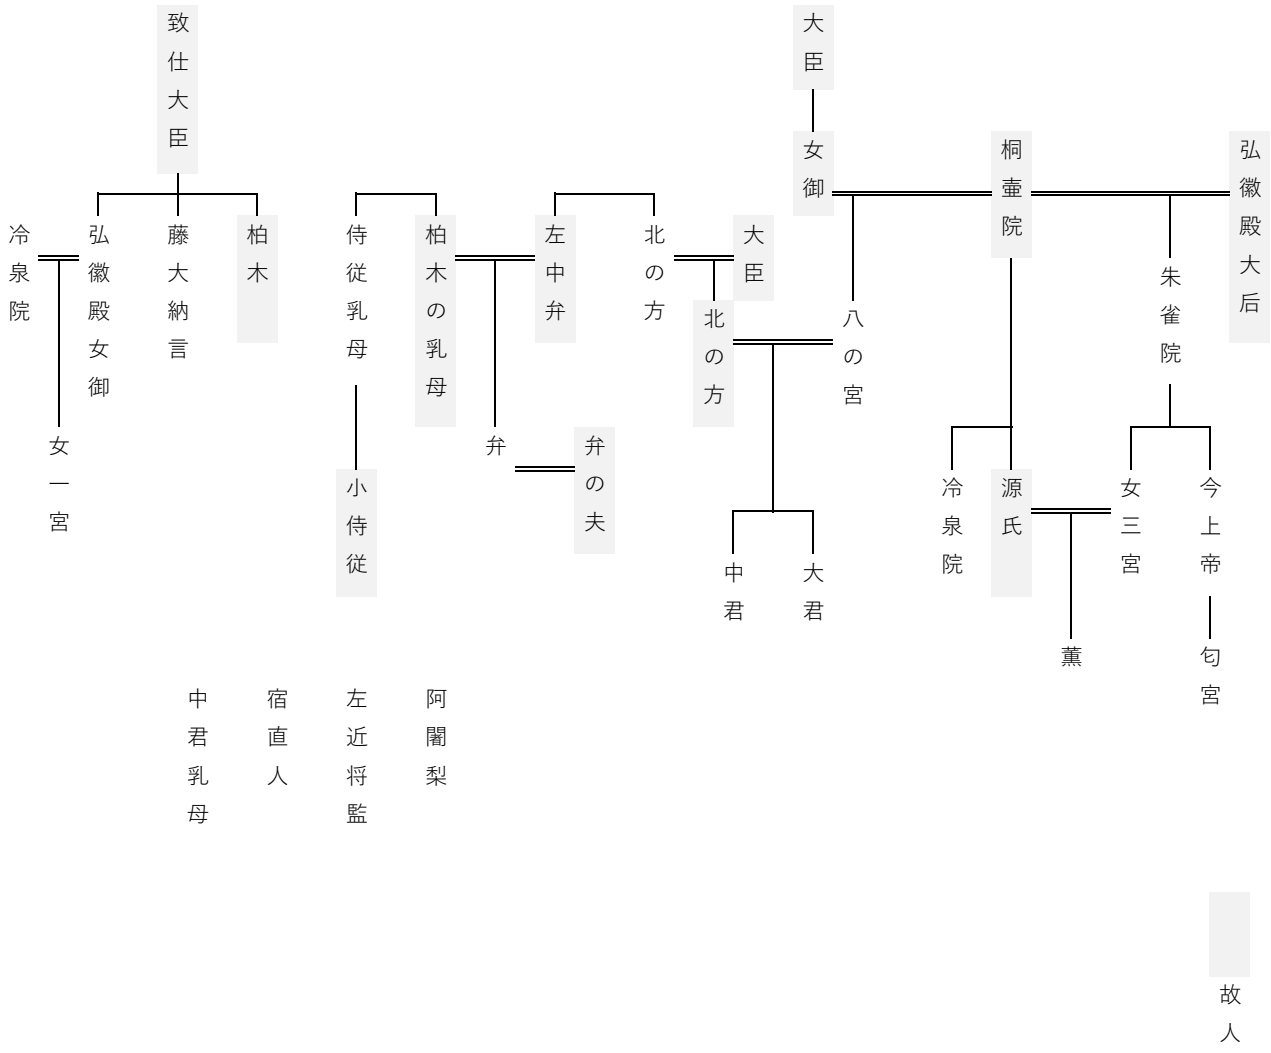 弘徽殿大后
桐壷院
大臣
女御
朱雀院
八の宮
今上帝
女三宮
源氏
冷泉院
匂宮
薫
大君
中君
大臣
北の方
北の方
左中弁
柏木の乳母
侍従乳母
弁の夫
弁
小侍従
致仕大臣
柏木
藤大納言
弘徽殿女御
冷泉院
女一宮
阿闍梨
左近将監
宿直人
中君乳母
故人